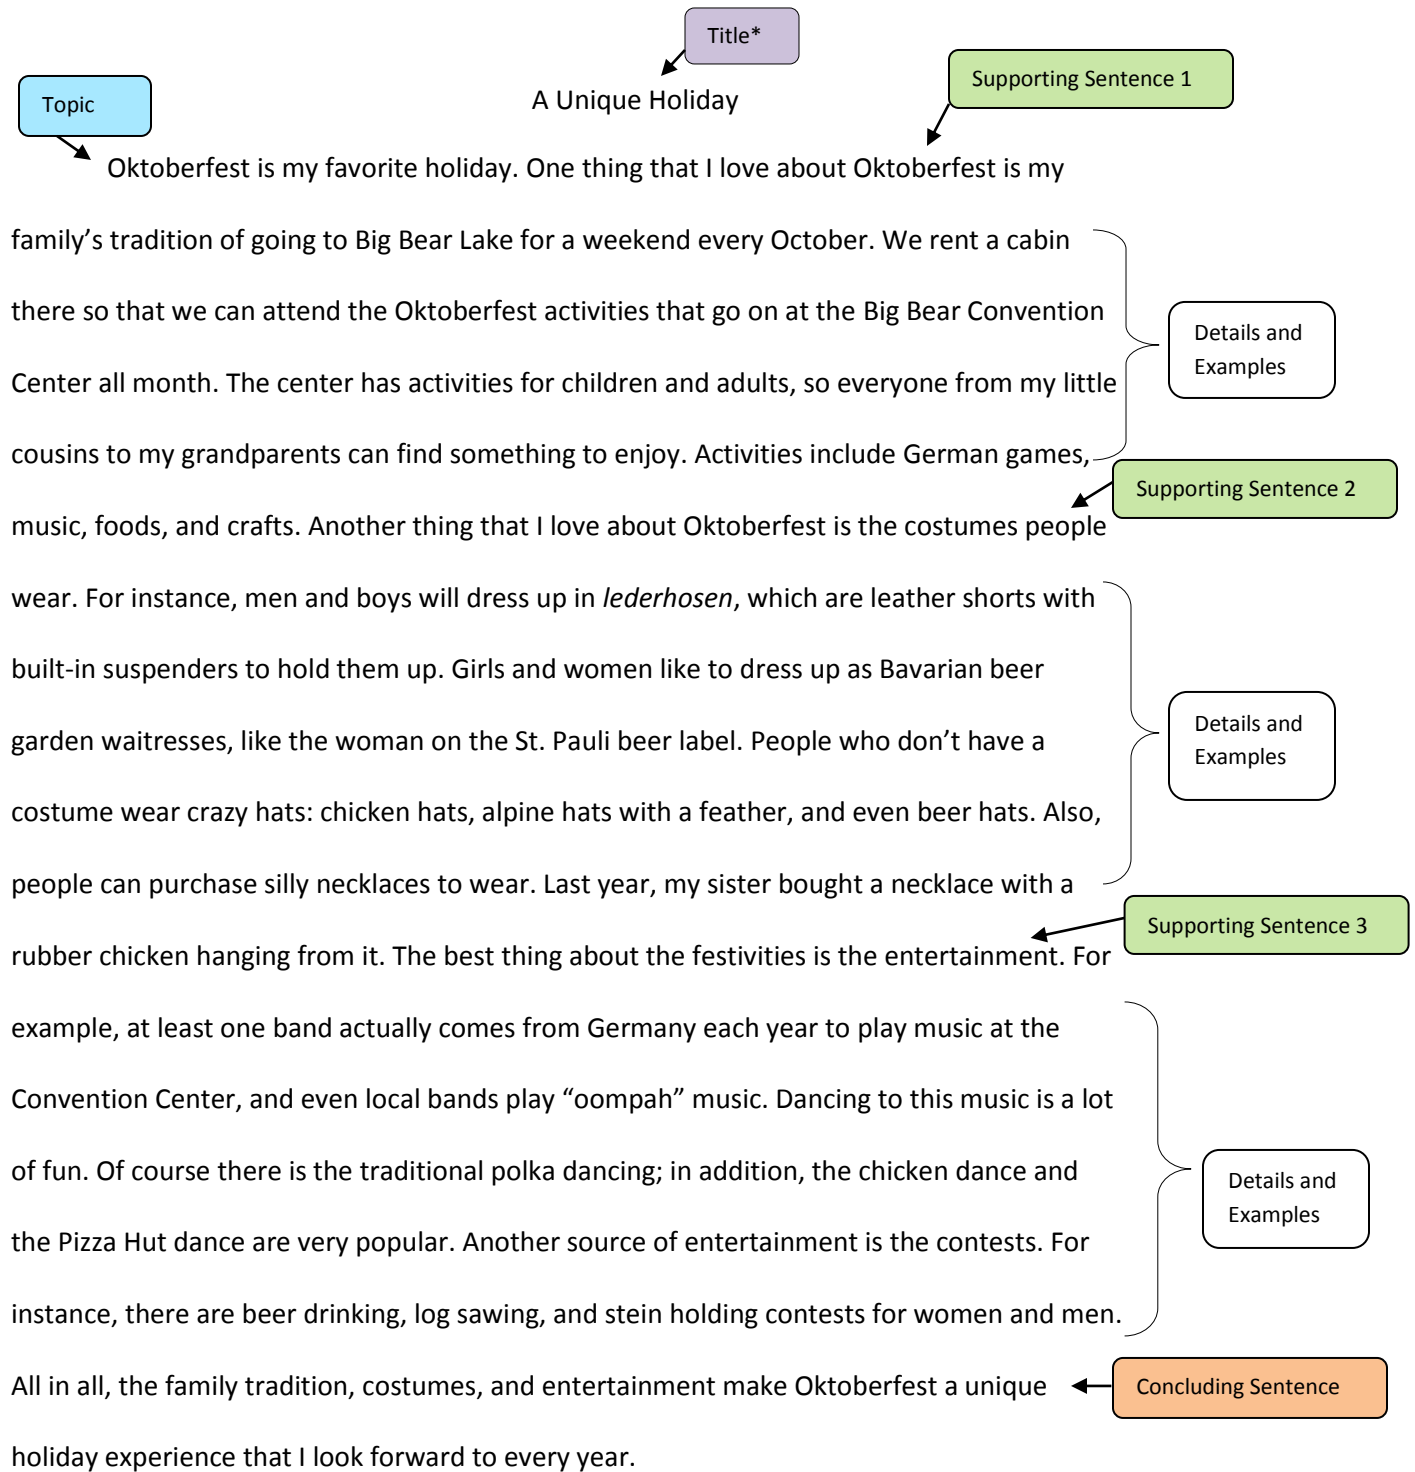 Title*
Supporting Sentence 1
Topic
A Unique Holiday
Oktoberfest is my favorite holiday. One thing that I love about Oktoberfest is my
family’s tradition of going to Big Bear Lake for a weekend every October. We rent a cabin
there so that we can attend the Oktoberfest activities that go on at the Big Bear Convention
Details and
Examples
Center all month. The center has activities for children and adults, so everyone from my little
cousins to my grandparents can find something to enjoy. Activities include German games,
Supporting Sentence 2
music, foods, and crafts. Another thing that I love about Oktoberfest is the costumes people
wear. For instance, men and boys will dress up in lederhosen, which are leather shorts with
built-in suspenders to hold them up. Girls and women like to dress up as Bavarian beer
garden waitresses, like the woman on the St. Pauli beer label. People who don’t have a
Details and
Examples
costume wear crazy hats: chicken hats, alpine hats with a feather, and even beer hats. Also,
people can purchase silly necklaces to wear. Last year, my sister bought a necklace with a
Supporting Sentence 3
rubber chicken hanging from it. The best thing about the festivities is the entertainment. For
example, at least one band actually comes from Germany each year to play music at the
Convention Center, and even local bands play “oompah” music. Dancing to this music is a lot
of fun. Of course there is the traditional polka dancing; in addition, the chicken dance and
Details and
Examples
the Pizza Hut dance are very popular. Another source of entertainment is the contests. For
instance, there are beer drinking, log sawing, and stein holding contests for women and men.
All in all, the family tradition, costumes, and entertainment make Oktoberfest a unique
Concluding Sentence
holiday experience that I look forward to every year.